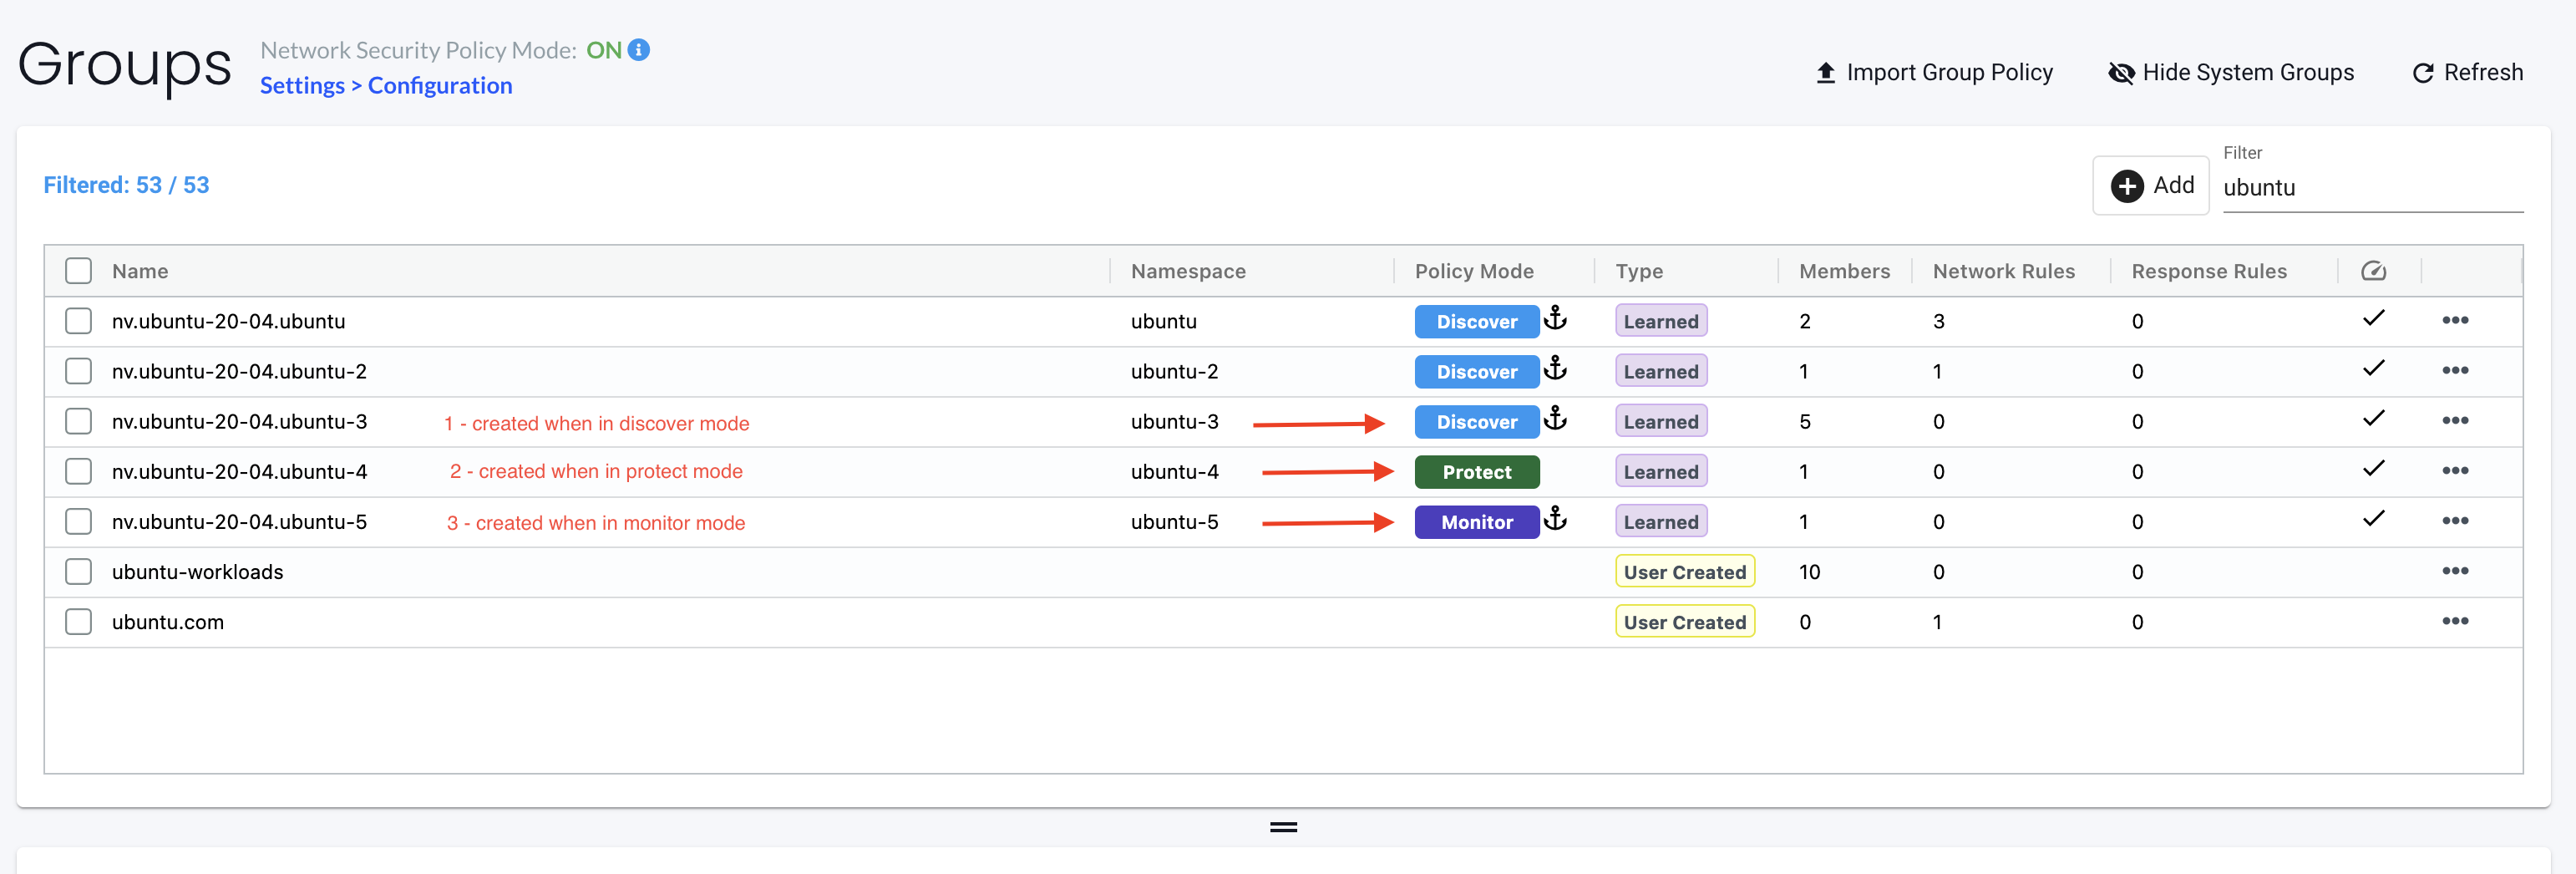 Groups
Network Security Policy Mode: ON
Settings > Configuration
Import Group Policy
Hide System Groups
Refresh
Filtered: 53 / 53
Add
Filter
ubuntu
Name Namespace Policy Mode Type Members Network Rules Response Rules
nv.ubuntu-20-04.ubuntu ubuntu Discover Learned 2 3 0
nv.ubuntu-20-04.ubuntu-2 ubuntu-2 Discover Learned 1 1 0
nv.ubuntu-20-04.ubuntu-3 1 - created when in discover mode ubuntu-3 Discover Learned 5 0 0
nv.ubuntu-20-04.ubuntu-4 2 - created when in protect mode ubuntu-4 Protect Learned 1 0 0
nv.ubuntu-20-04.ubuntu-5 3 - created when in monitor mode ubuntu-5 Monitor Learned 1 0 0
ubuntu-workloads User Created 10 0 0
ubuntu.com User Created 0 1 0